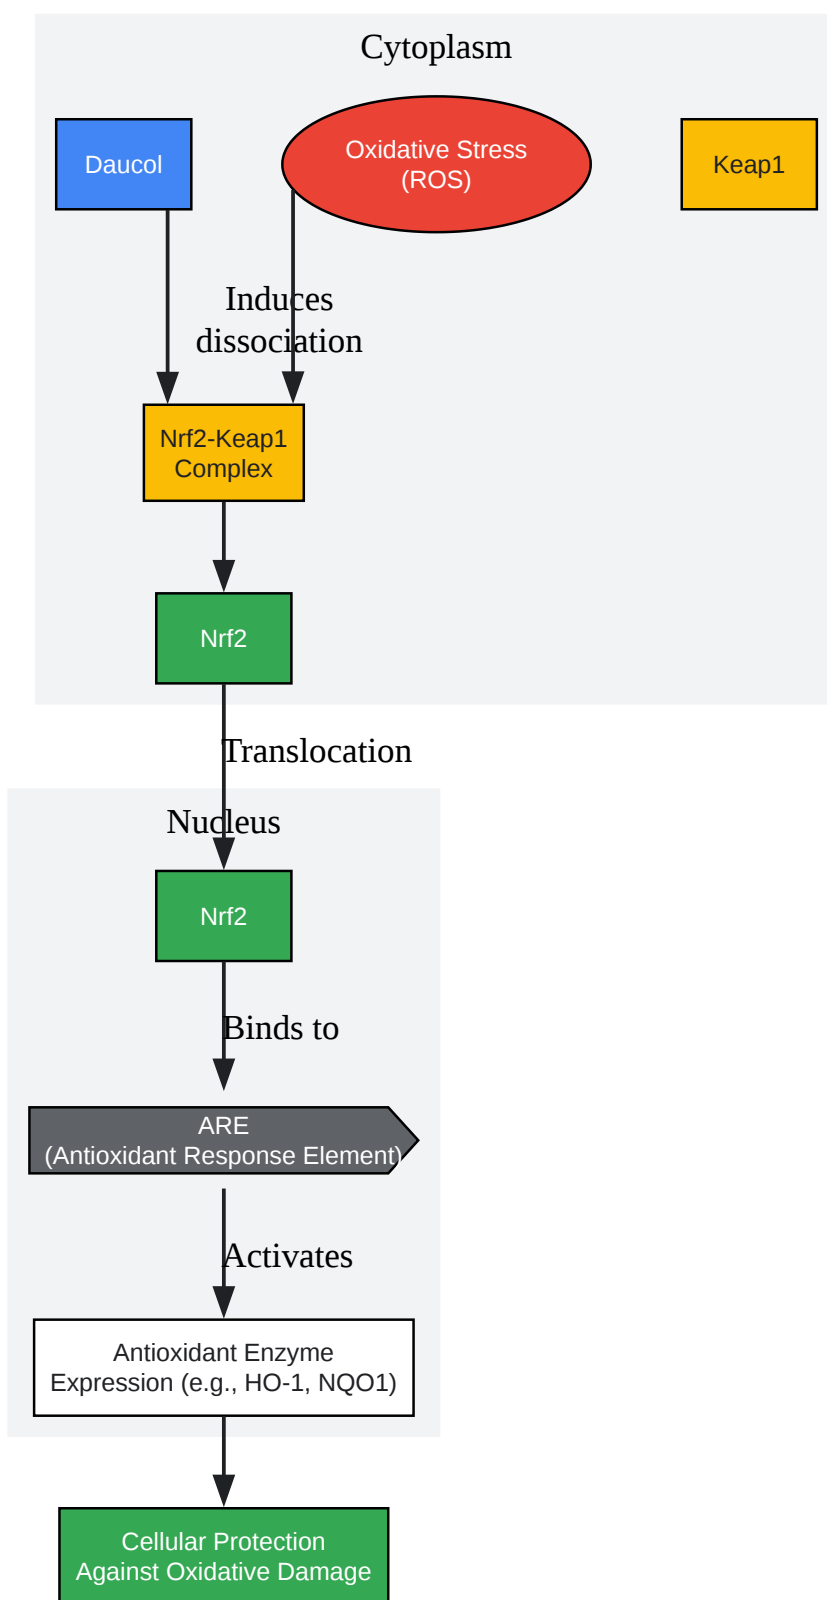 Cytoplasm
Daucol
Oxidative Stress
(ROS)
Keap1
Induces
dissociation
Nrf2-Keap1
Complex
Nrf2
Translocation
Nucleus
Nrf2
Binds to
ARE
(Antioxidant Response Element)
Activates
Antioxidant Enzyme
Expression (e.g., HO-1, NQO1)
Cellular Protection
Against Oxidative Damage